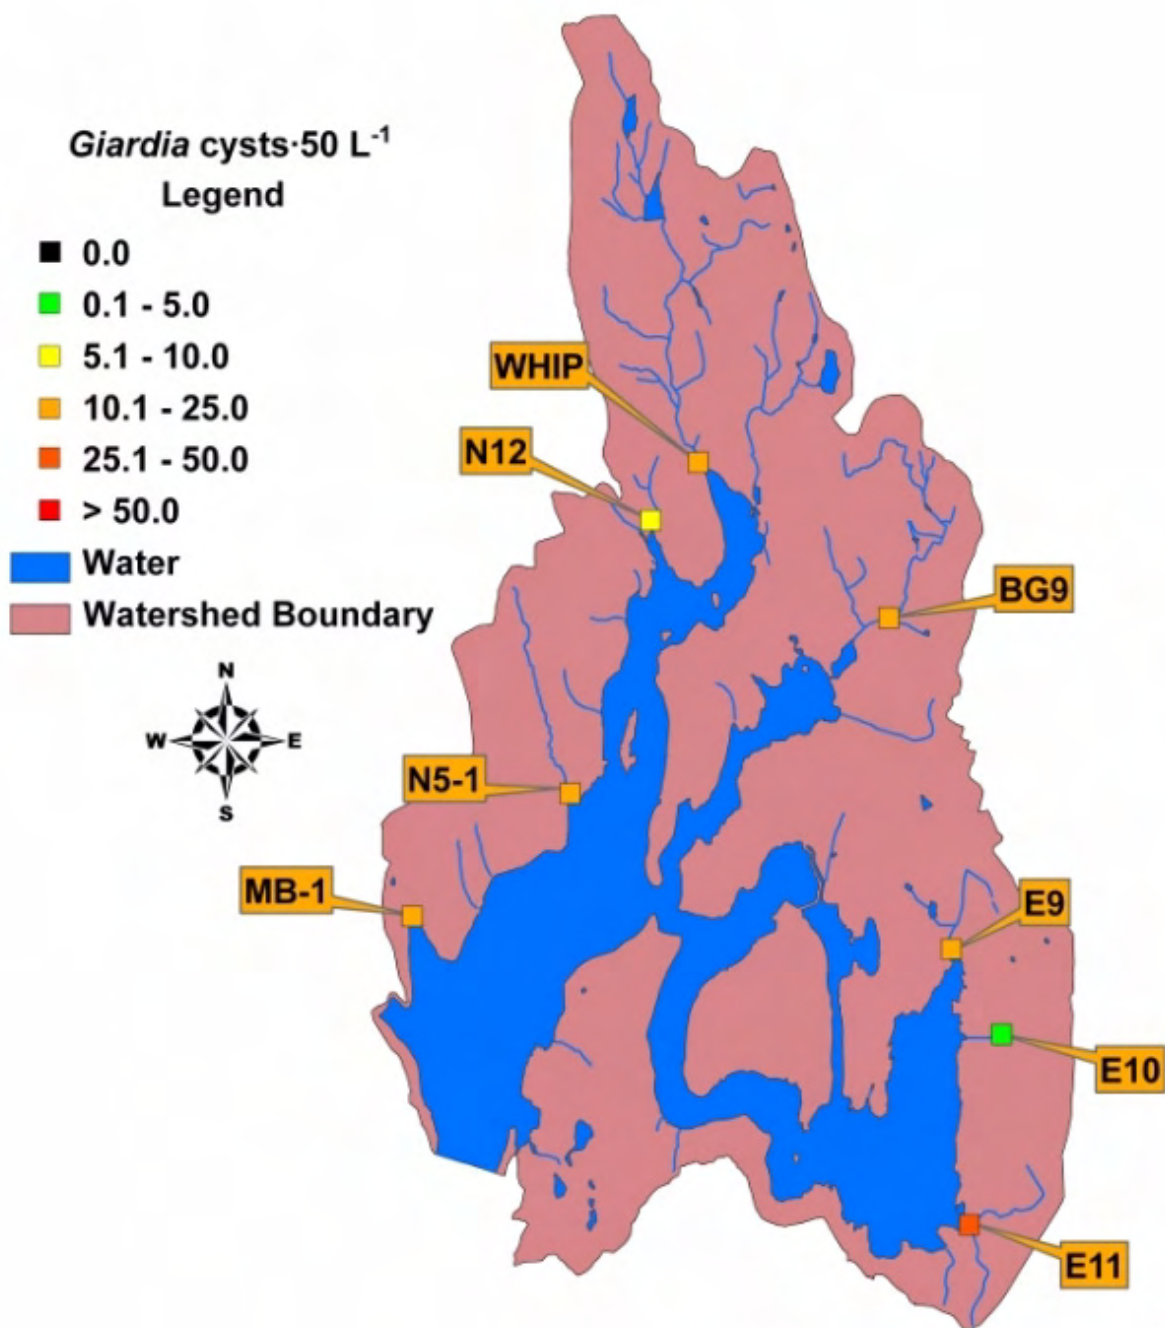 Giardia cysts·50 L⁻¹
Legend
0.0
0.1 - 5.0
5.1 - 10.0
10.1 - 25.0
25.1 - 50.0
> 50.0
Water
Watershed Boundary
N
W E
S
WHIP
N12
BG9
N5-1
MB-1
E9
E10
E11